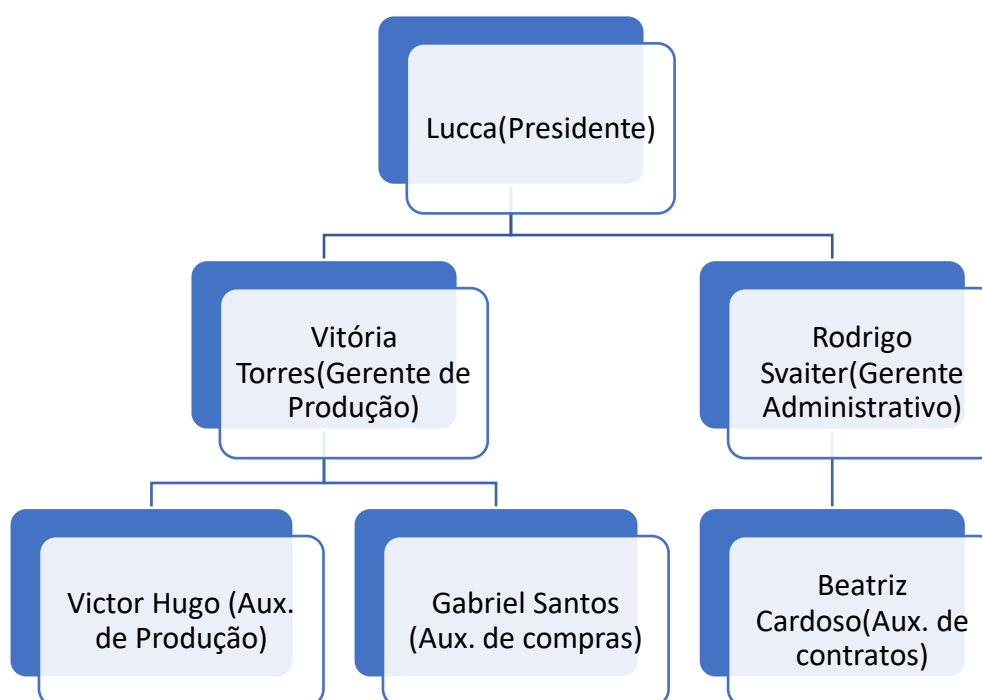 Lucca(Presidente)
Vitória
Torres(Gerente de
Produção)
Rodrigo
Svaiter(Gerente
Administrativo)
Victor Hugo (Aux.
de Produção)
Gabriel Santos
(Aux. de compras)
Beatriz
Cardoso(Aux. de
contratos)